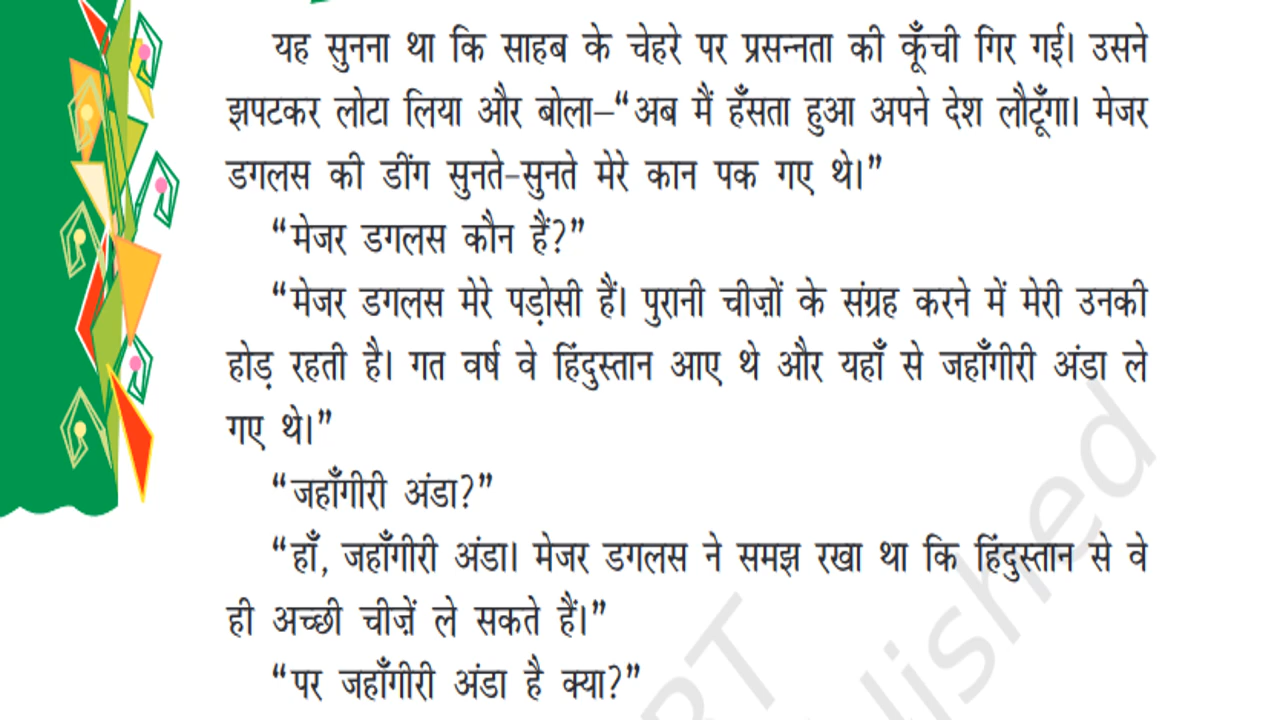 यह सुनना था कि साहब के चेहरे पर प्रसन्नता की कूँची गिर गई। उसने
झपटकर लोटा लिया और बोला–“अब मैं हँसता हुआ अपने देश लौटूँगा। मेजर
डगलस की डींग सुनते-सुनते मेरे कान पक गए थे।”
“मेजर डगलस कौन हैं?”
“मेजर डगलस मेरे पड़ोसी हैं। पुरानी चीज़ों के संग्रह करने में मेरी उनकी
होड़ रहती है। गत वर्ष वे हिंदुस्तान आए थे और यहाँ से जहाँगीरी अंडा ले
गए थे।”
“जहाँगीरी अंडा?”
“हाँ, जहाँगीरी अंडा। मेजर डगलस ने समझ रखा था कि हिंदुस्तान से वे
ही अच्छी चीज़ें ले सकते हैं।”
“पर जहाँगीरी अंडा है क्या?”